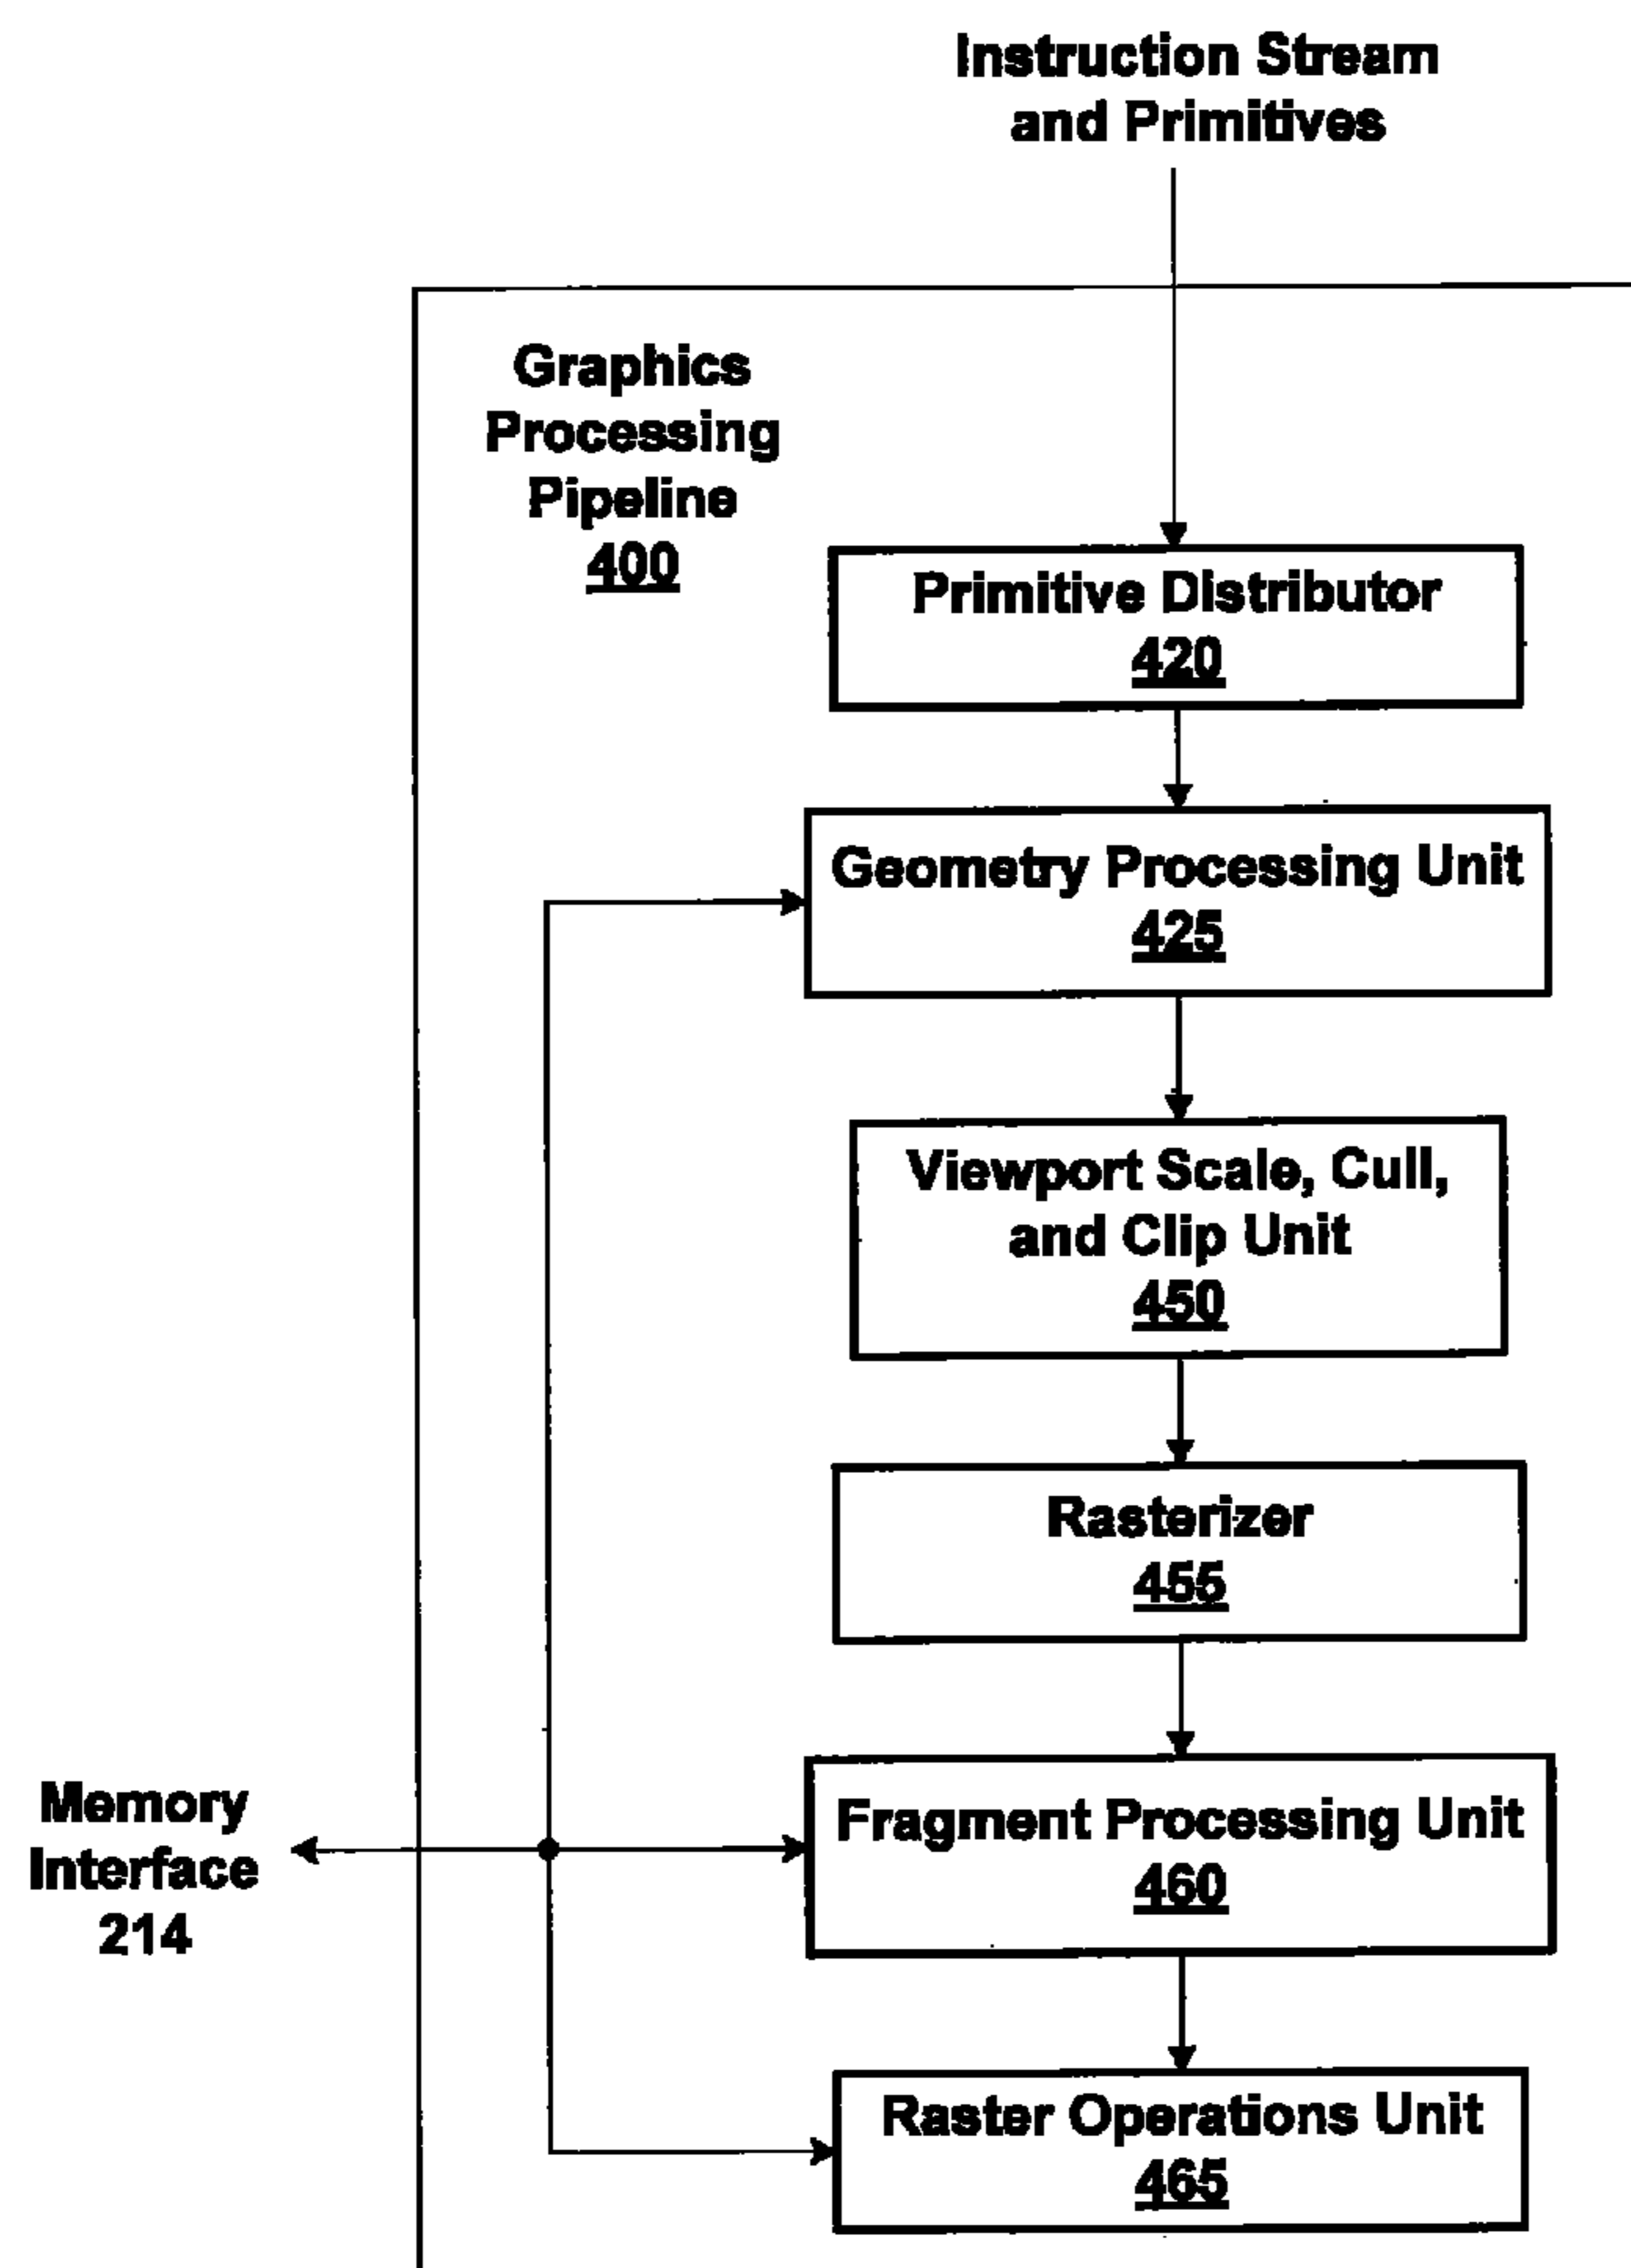 Instruction Stream
and Primitives
Graphics
Processing
Pipeline
400
Primitive Distributor
420
Geometry Processing Unit
425
Viewport Scale, Cull,
and Clip Unit
450
Rasterizer
455
Fragment Processing Unit
460
Memory
Interface
214
Raster Operations Unit
465